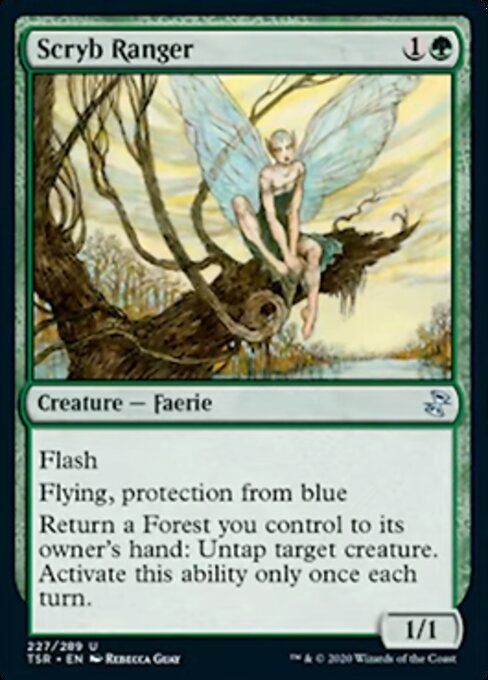 Scryb Ranger 1
Creature — Faerie
Flash
Flying, protection from blue
Return a Forest you control to its
owner's hand: Untap target creature.
Activate this ability only once each
turn.
1/1
227/289 U
TSR • EN Rebecca Guay
™ & © 2020 Wizards of the Coast